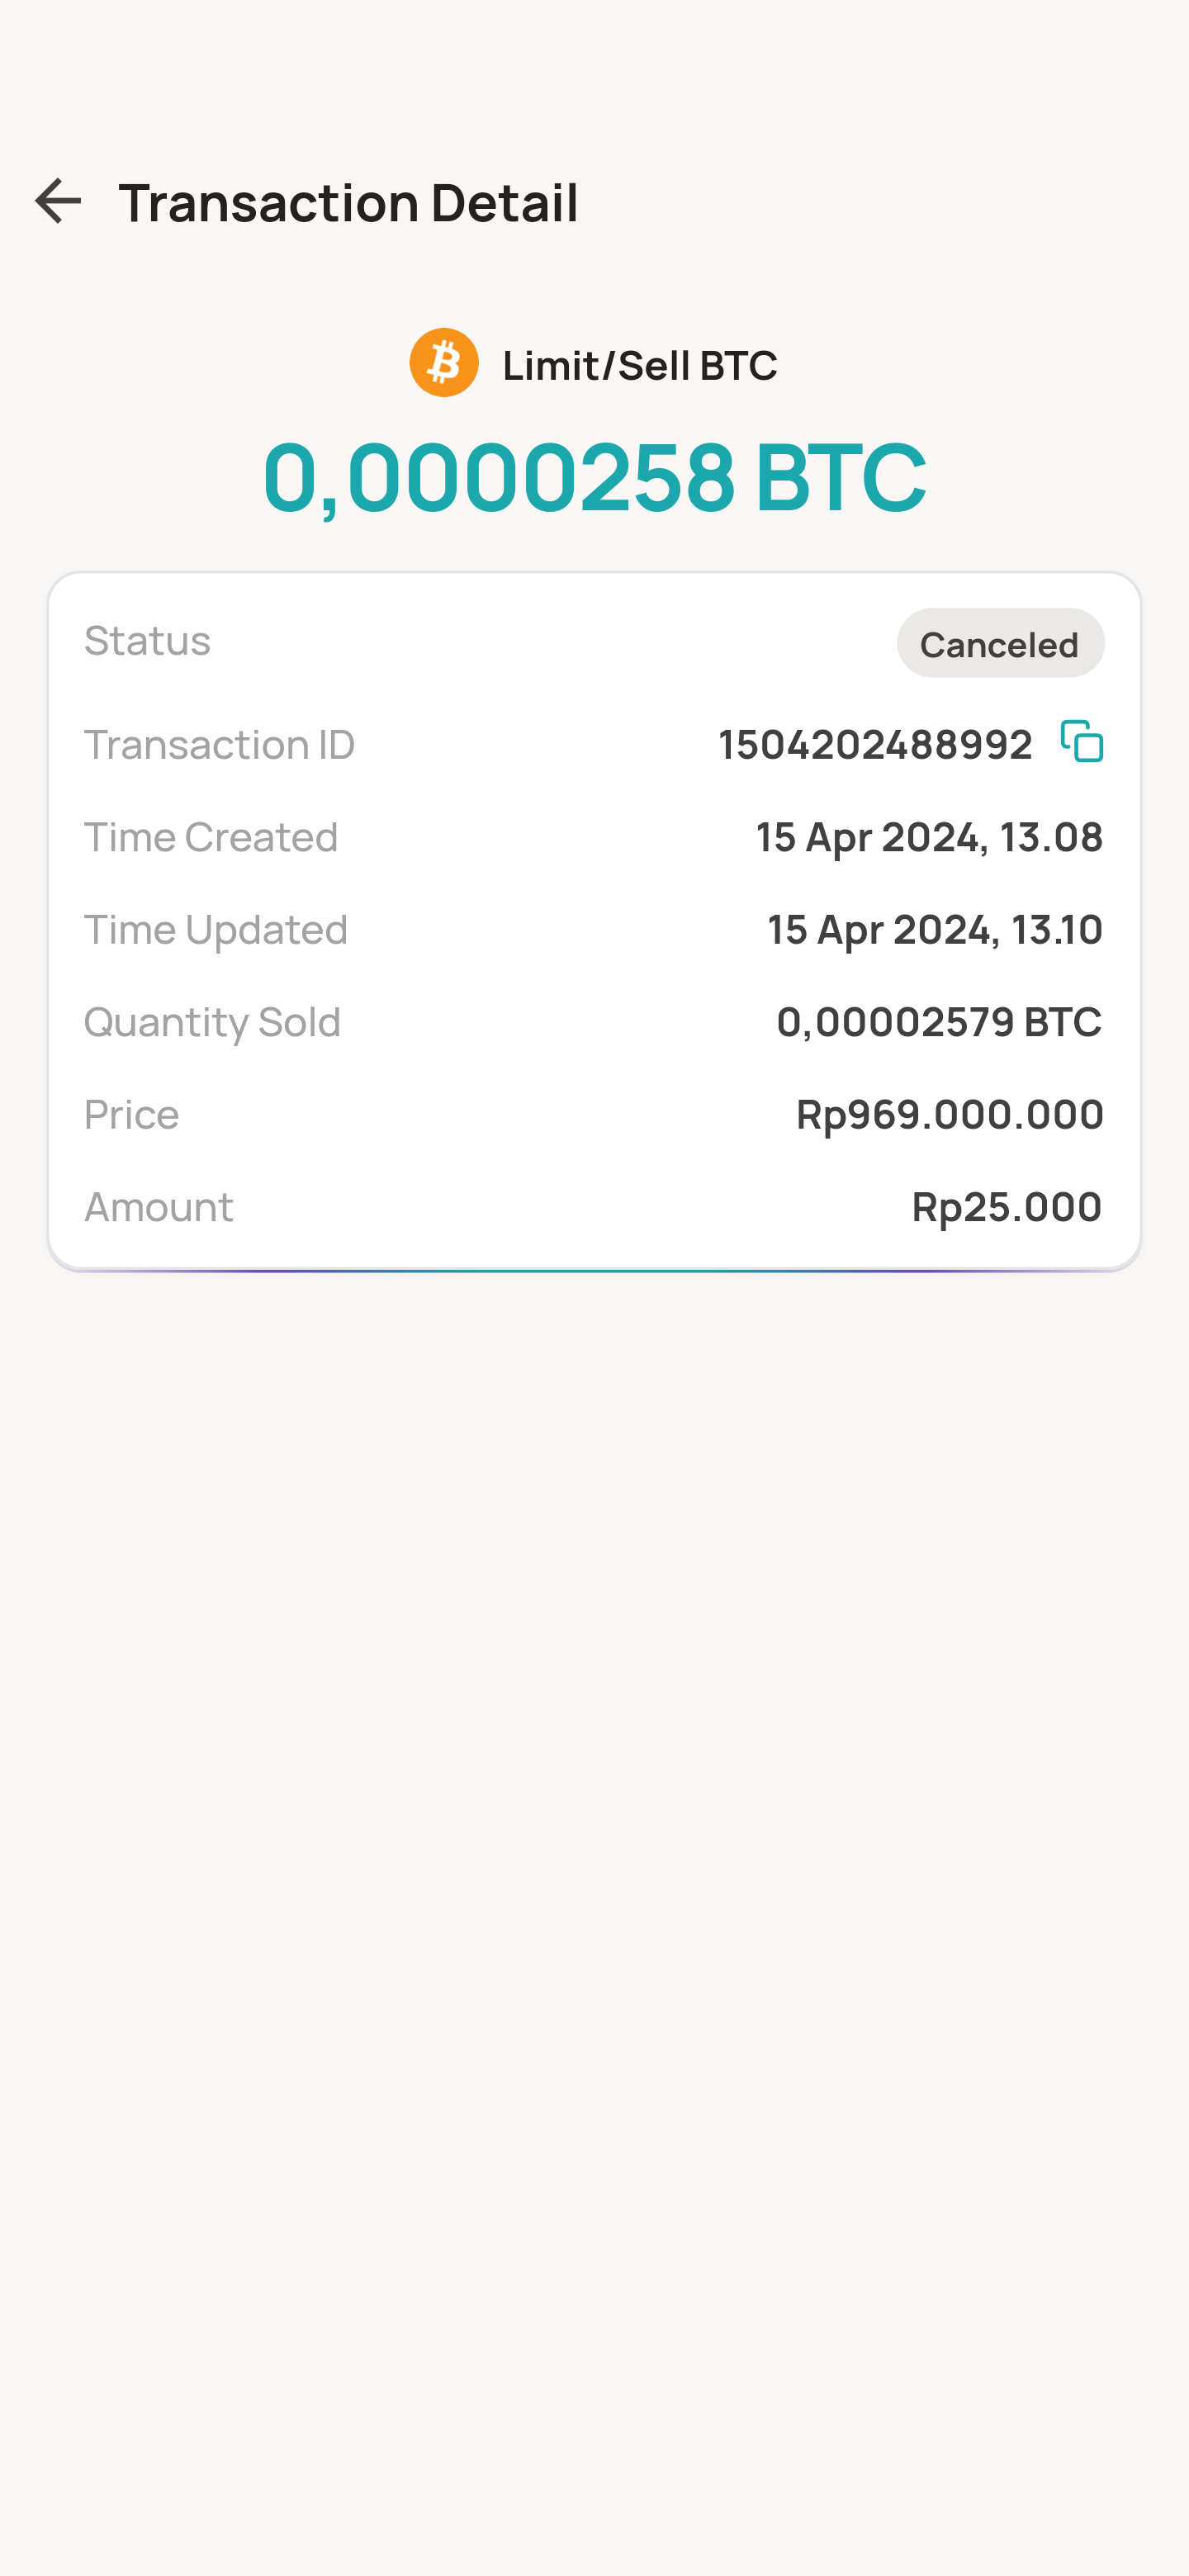 Transaction Detail
Limit/Sell BTC
0,0000258 BTC
Status Canceled
Transaction ID 1504202488992
Time Created 15 Apr 2024, 13.08
Time Updated 15 Apr 2024, 13.10
Quantity Sold 0,00002579 BTC
Price Rp969.000.000
Amount Rp25.000